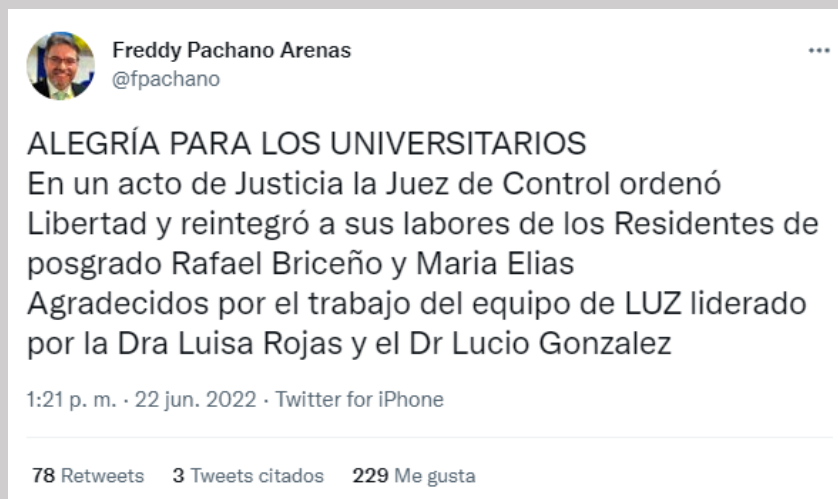 Freddy Pachano Arenas
@fpachano
ALEGRÍA PARA LOS UNIVERSITARIOS
En un acto de Justicia la Juez de Control ordenó
Libertad y reintegró a sus labores de los Residentes de
posgrado Rafael Briceño y Maria Elias
Agradecidos por el trabajo del equipo de LUZ liderado
por la Dra Luisa Rojas y el Dr Lucio Gonzalez
1:21 p. m. · 22 jun. 2022 · Twitter for iPhone
78 Retweets 3 Tweets citados 229 Me gusta